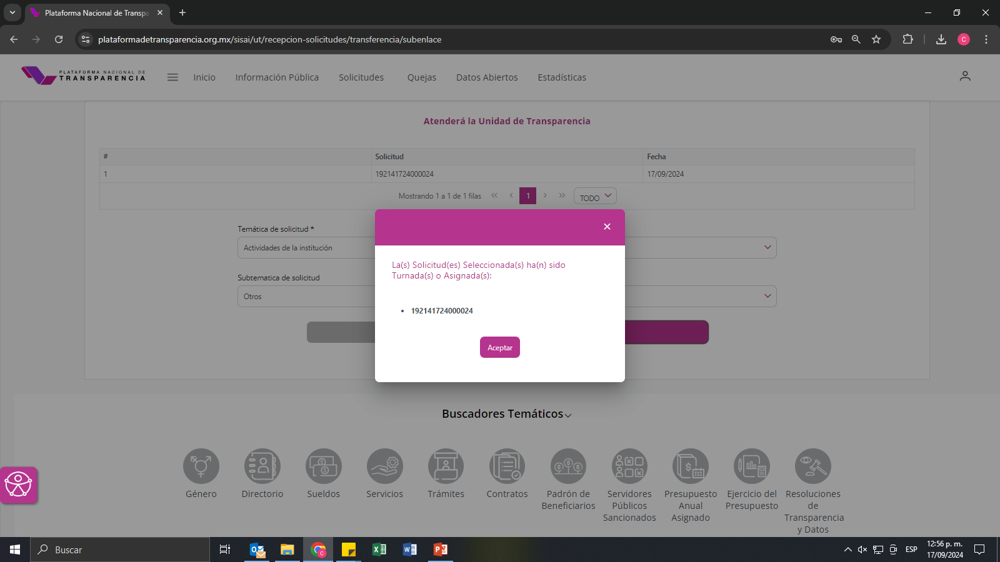 Plataforma Nacional de Transpa
plataformadetransparencia.org.mx/sisai/ut/recepcion-solicitudes/transferencia/subenlace
C
PLATAFORMA NACIONAL DE
TRANSPARENCIA
Inicio
Información Pública
Solicitudes
Quejas
Datos Abiertos
Estadísticas
Atenderá la Unidad de Transparencia
# Solicitud Fecha
1 192141724000024 17/09/2024
Mostrando 1 a 1 de 1 filas
1
TODO
Temática de solicitud *
Actividades de la institución
Subtematica de solicitud
Otros
La(s) Solicitud(es) Seleccionada(s) ha(n) sido
Turnada(s) o Asignada(s):
192141724000024
Aceptar
Buscadores Temáticos
Género
Directorio
Sueldos
Servicios
Trámites
Contratos
Padrón de
Beneficiarios
Servidores
Públicos
Sancionados
Presupuesto
Anual
Asignado
Ejercicio del
Presupuesto
Resoluciones
de
Transparencia
y Datos
Buscar
ESP
12:56 p. m.
17/09/2024